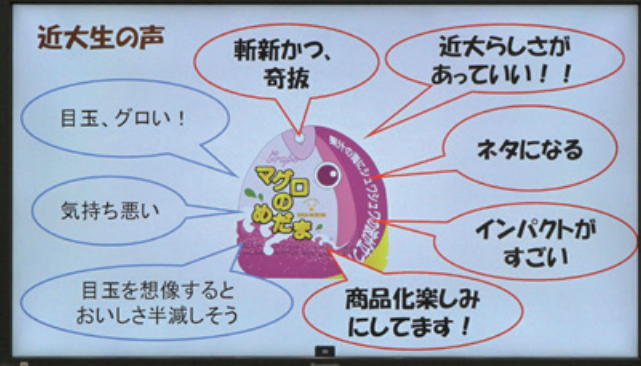 近大生の声
斬新かつ、
奇抜
近大らしさが
あっていい！！
目玉、グロい！
ネタになる
気持ち悪い
インパクトが
すごい
目玉を想像すると
おいしさ半減しそう
商品化楽しみ
にしてます！
Grape
マグロ
の
めだま